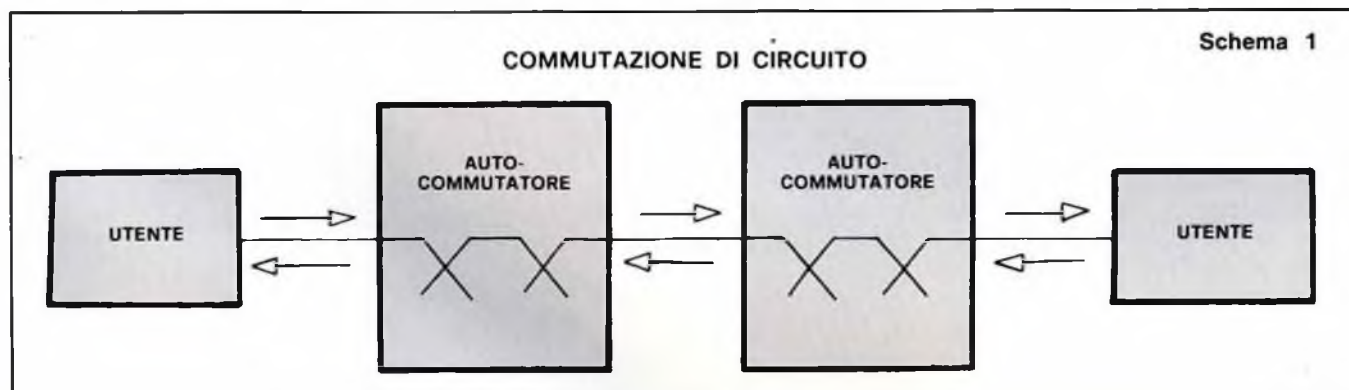 Schema 1
COMMUTAZIONE DI CIRCUITO
UTENTE
AUTO-
COMMUTATORE
AUTO-
COMMUTATORE
UTENTE